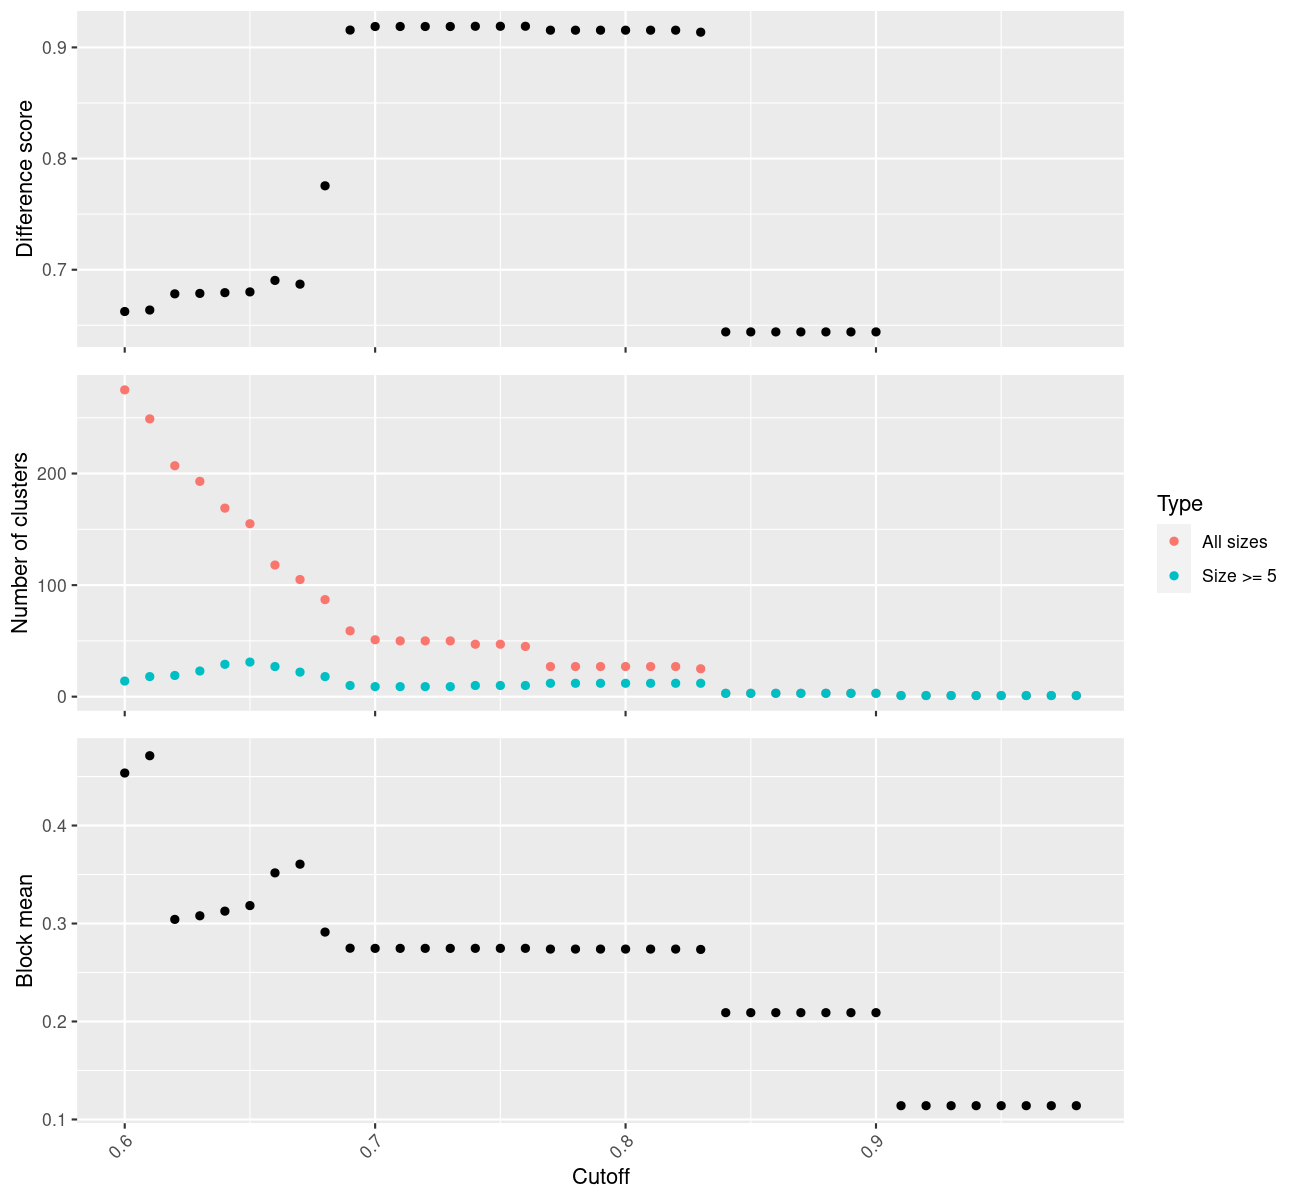 0.9
0.8
0.7
Difference score
200
100
0
Number of clusters
Type
All sizes
Size >= 5
0.4
0.3
0.2
0.1
Block mean
0.6
0.7
0.8
0.9
Cutoff